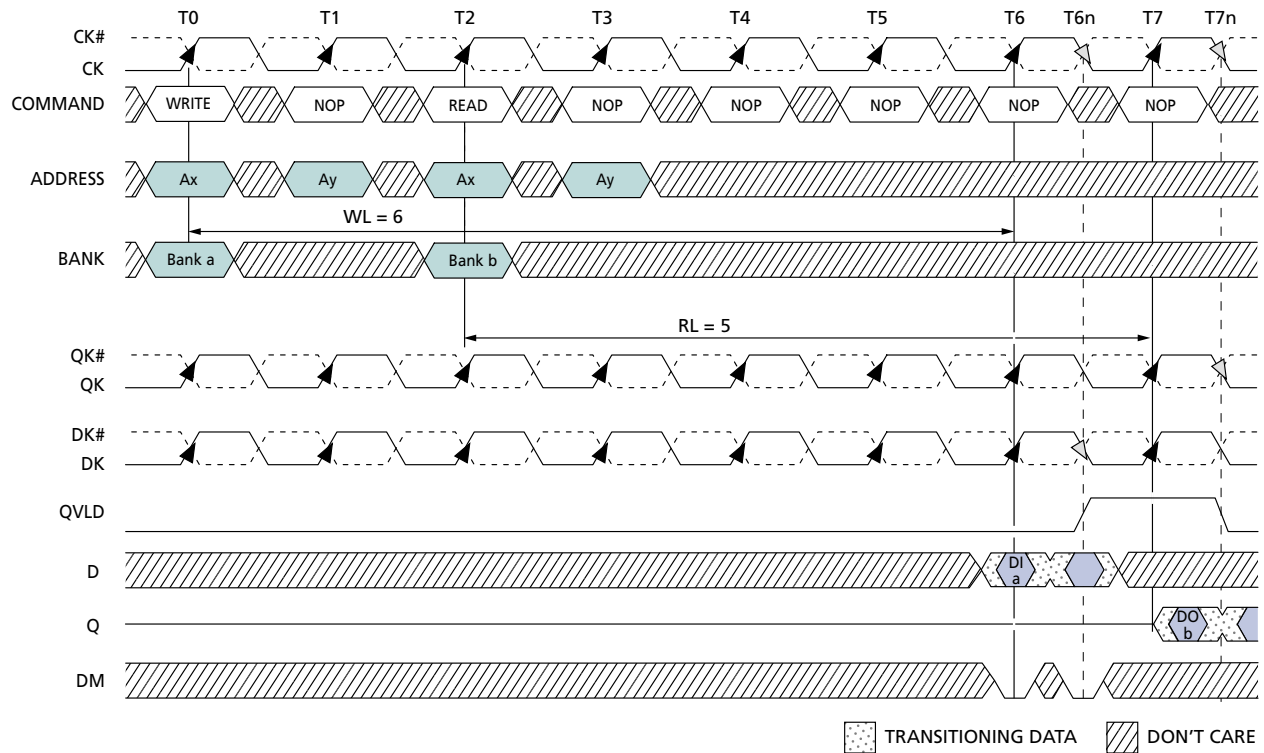 T0 T1 T2 T3 T4 T5 T6 T6n T7 T7n
CK#
CK
COMMAND WRITE NOP READ NOP NOP NOP NOP NOP
ADDRESS Ax Ay Ax Ay
WL = 6
BANK Bank a Bank b
RL = 5
QK#
QK
DK#
DK
QVLD
D DI a
Q DO b
DM
TRANSITIONING DATA DON'T CARE